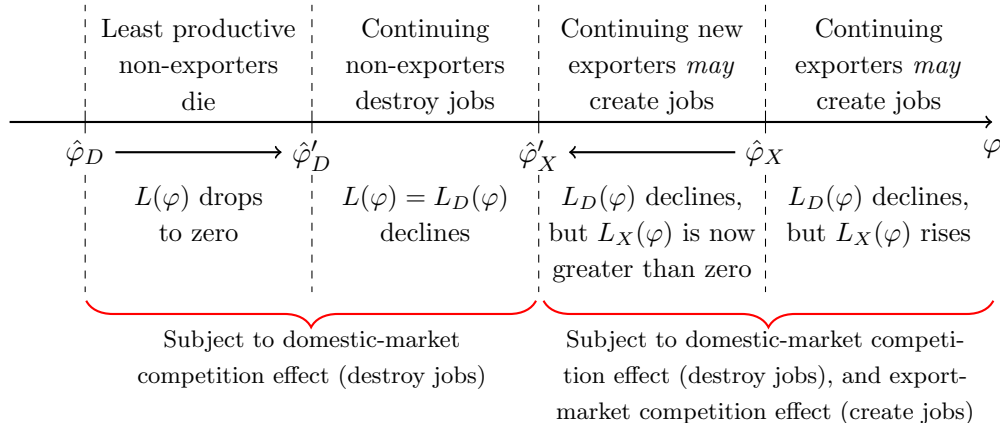 Least productive
non-exporters
die
Continuing
non-exporters
destroy jobs
Continuing new
exporters may
create jobs
Continuing
exporters may
create jobs
φ̂_D
φ̂′_D
φ̂′_X
φ̂_X
φ
L(φ) drops
to zero
L(φ) = L_D(φ)
declines
L_D(φ) declines,
but L_X(φ) is now
greater than zero
L_D(φ) declines,
but L_X(φ) rises
Subject to domestic-market
competition effect (destroy jobs)
Subject to domestic-market competi-
tion effect (destroy jobs), and export-
market competition effect (create jobs)